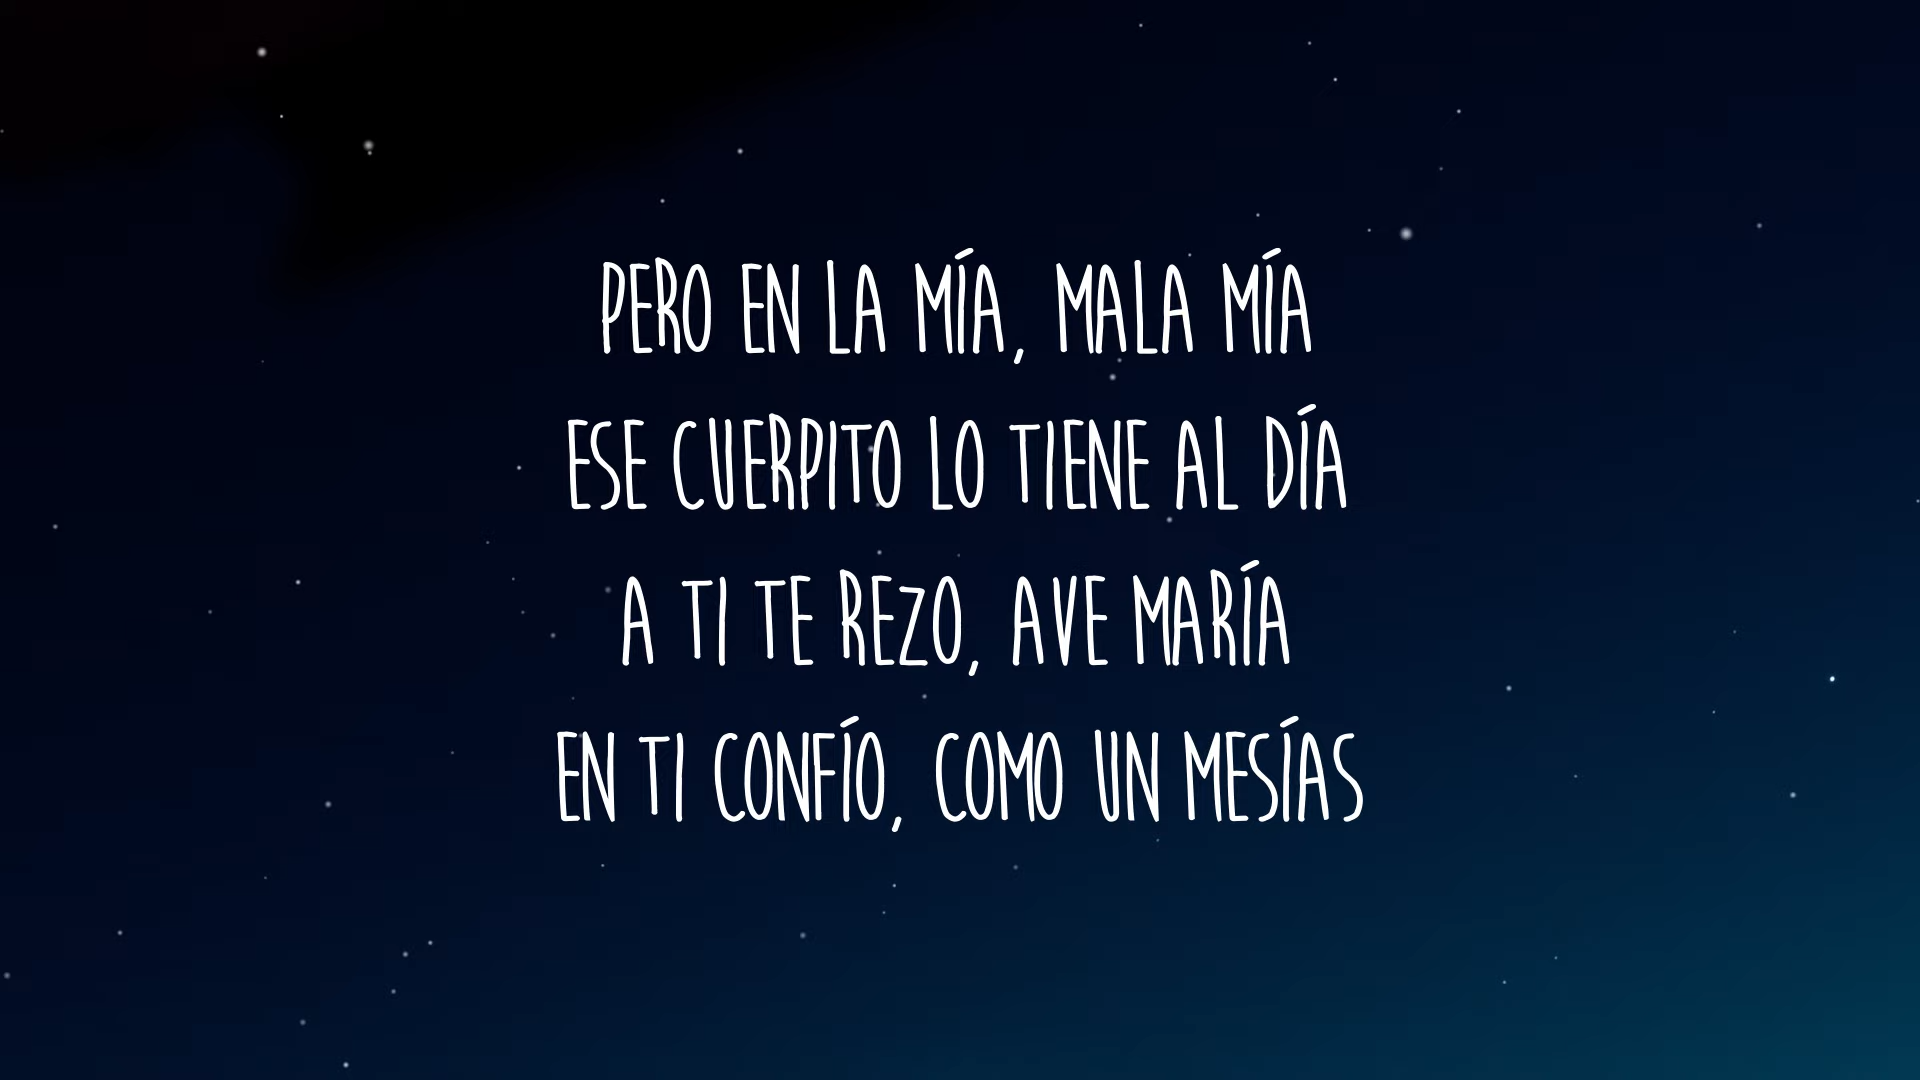 PERO EN LA MÍA, MALA MÍA
ESE CUERPITO LO TIENE AL DÍA
A TI TE REZO, AVE MARÍA
EN TI CONFÍO, COMO UN MESÍAS